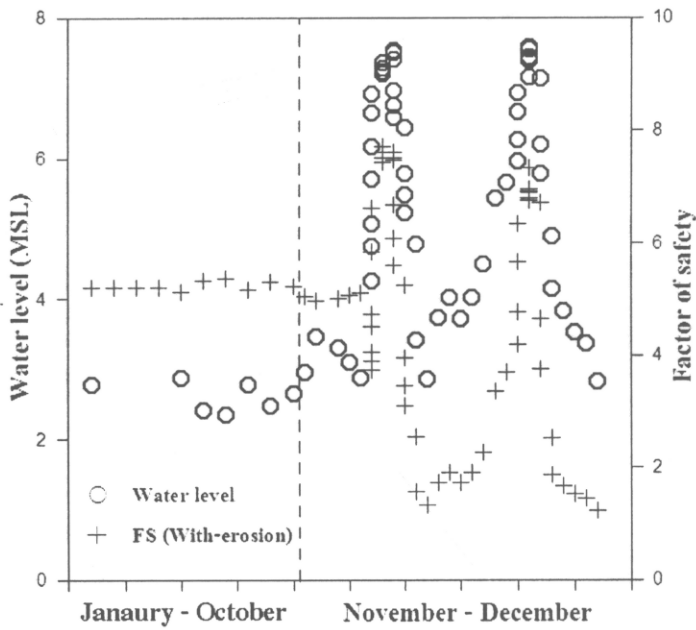 8
6
4
2
0
Water level (MSL)
10
8
6
4
2
0
Factor of safety
Water level
FS (With-erosion)
Janaury - October
November - December